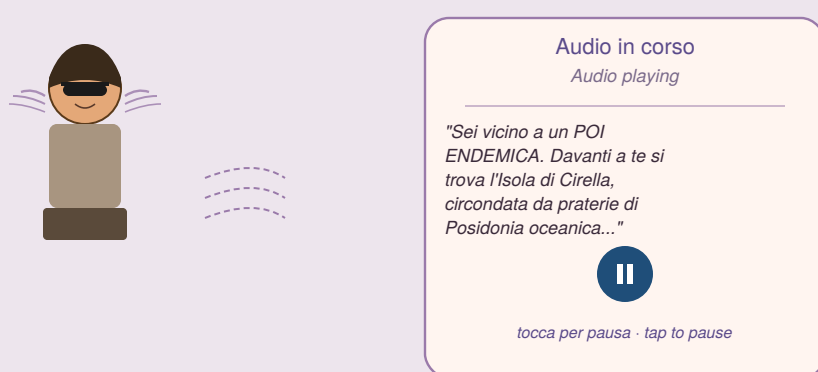 Audio in corso
Audio playing
"Sei vicino a un POI
ENDEMICA. Davanti a te si
trova l'Isola di Cirella,
circondata da praterie di
Posidonia oceanica..."
tocca per pausa · tap to pause